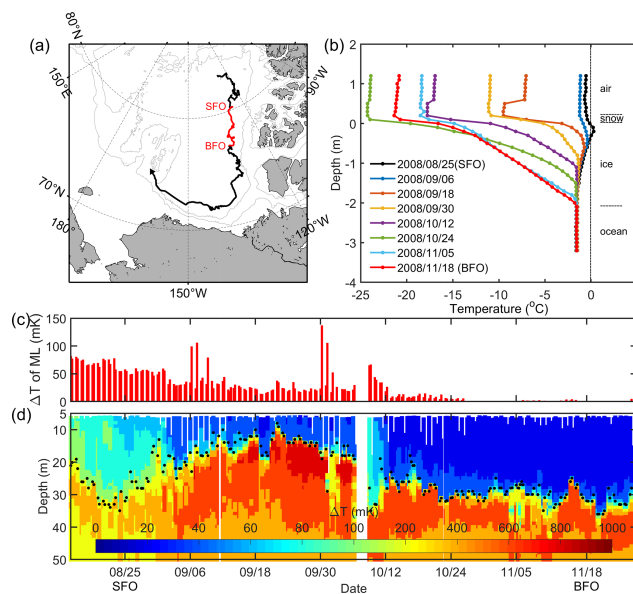 (a)
80°N
150°E
90°W
SFO
BFO
70°N
180°
120°W
150°W
(b)
2
1
0
-1
-2
-3
4
Depth (m)
air
snow
ice
ocean
2008/08/25(SFO)
2008/09/06
2008/09/18
2008/09/30
2008/10/12
2008/10/24
2008/11/05
2008/11/18 (BFO)
-25 -20 -15 -10 -5 0
Temperature (°C)
(c)
150
100
50
0
ΔT of ML (mK)
(d)
5
10
20
30
40
50
Depth (m)
ΔT (mK)
0 20 40 60 80 100 200 400 600 800 1000
08/25 09/06 09/18 09/30 10/12 10/24 11/05 11/18
SFO Date BFO